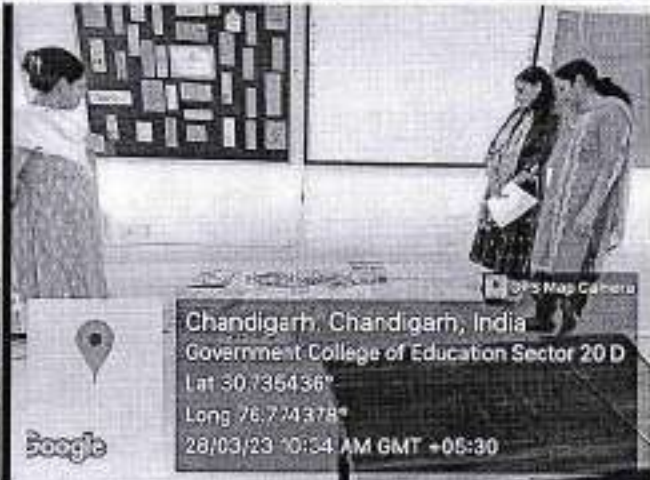 GPS Map Camera
Chandigarh, Chandigarh, India
Government College of Education Sector 20 D
Lat 30.735436°
Long 76.774378°
28/03/23 10:34 AM GMT +05:30
Google